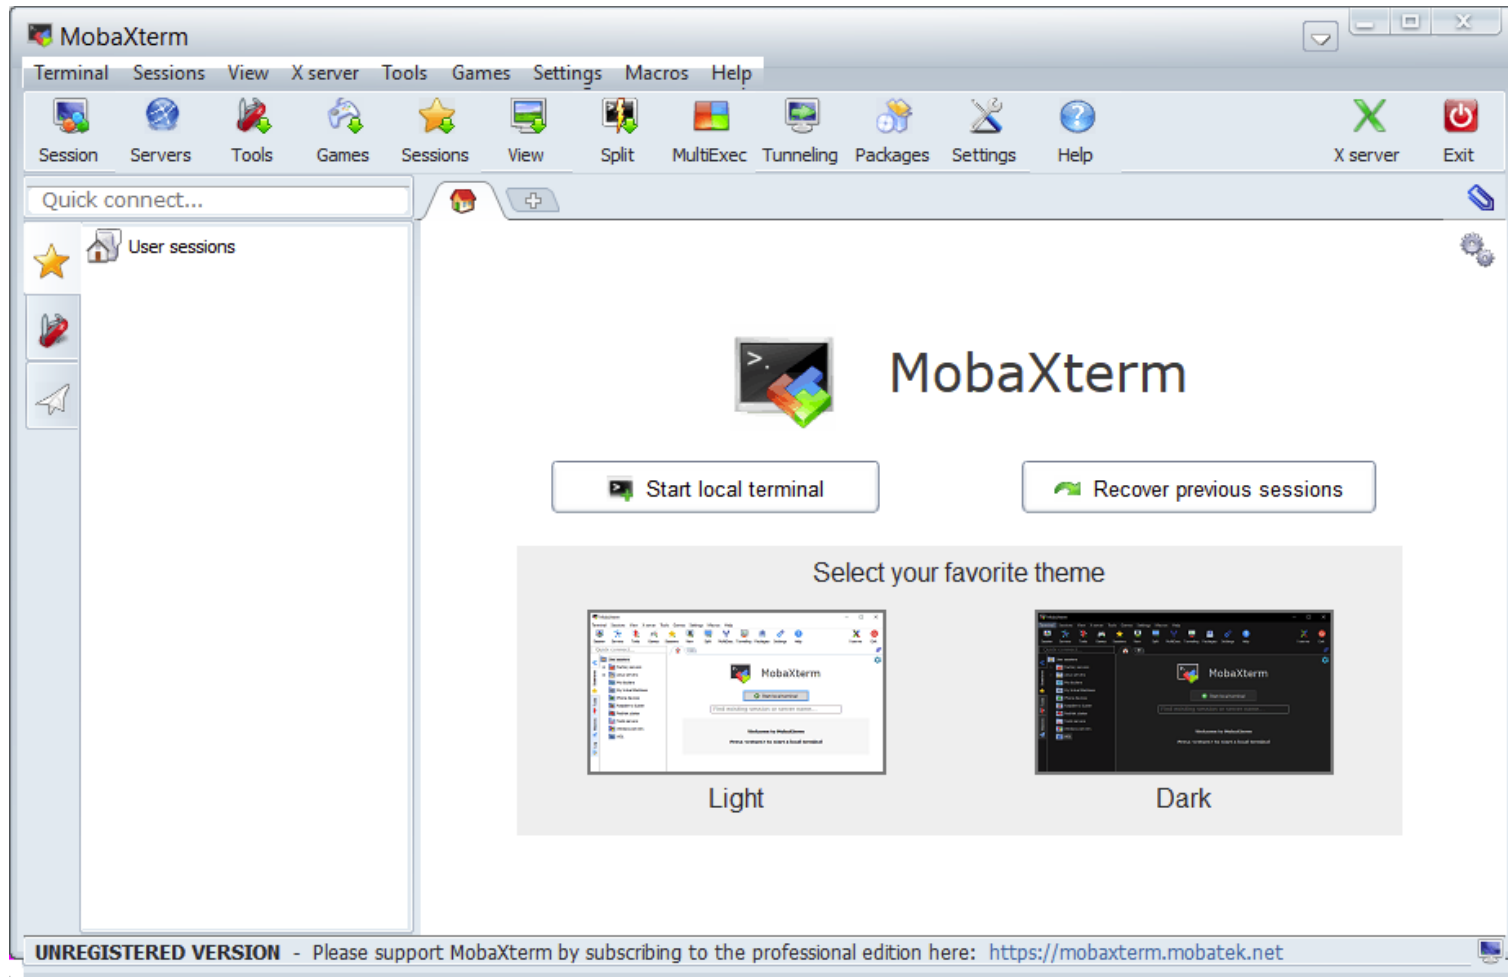 MobaXterm
Terminal Sessions View X server Tools Games Settings Macros Help
Session Servers Tools Games Sessions View Split MultiExec Tunneling Packages Settings Help X server Exit
Quick connect...
User sessions
MobaXterm
Start local terminal Recover previous sessions
Select your favorite theme
MobaXterm MobaXterm
Light Dark
UNREGISTERED VERSION - Please support MobaXterm by subscribing to the professional edition here: https://mobaxterm.mobatek.net